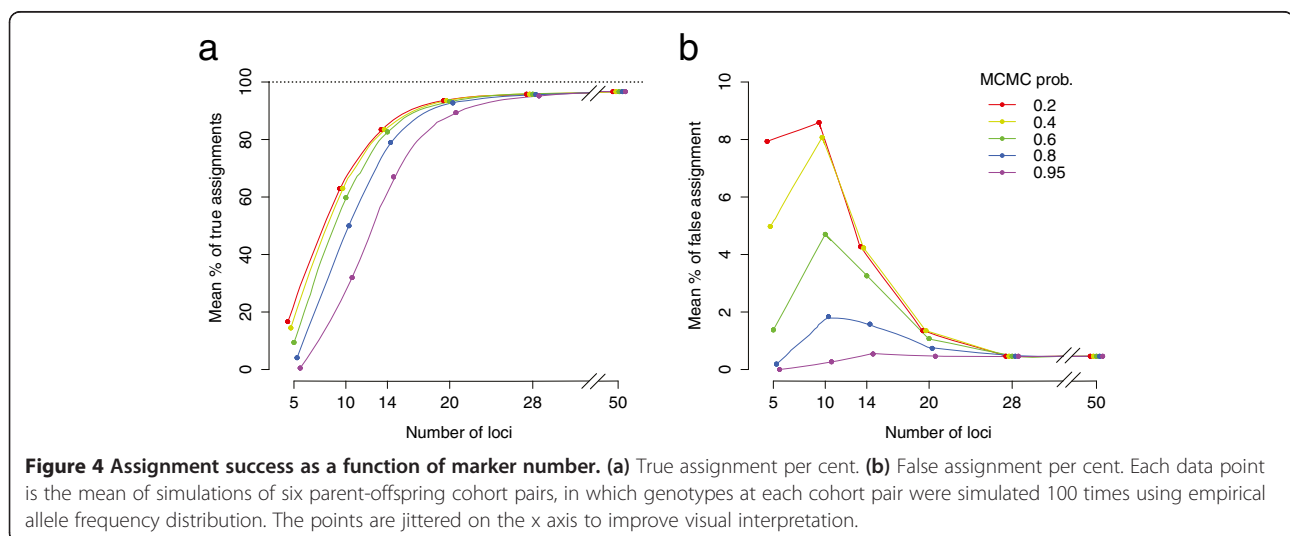 a
Mean % of true assignments
100
80
60
40
20
0
5 10 14 20 28 50
Number of loci
b
Mean % of false assignment
10
8
6
4
2
0
5 10 14 20 28 50
Number of loci
MCMC prob.
0.2
0.4
0.6
0.8
0.95
Figure 4 Assignment success as a function of marker number. (a) True assignment per cent. (b) False assignment per cent. Each data point
is the mean of simulations of six parent-offspring cohort pairs, in which genotypes at each cohort pair were simulated 100 times using empirical
allele frequency distribution. The points are jittered on the x axis to improve visual interpretation.